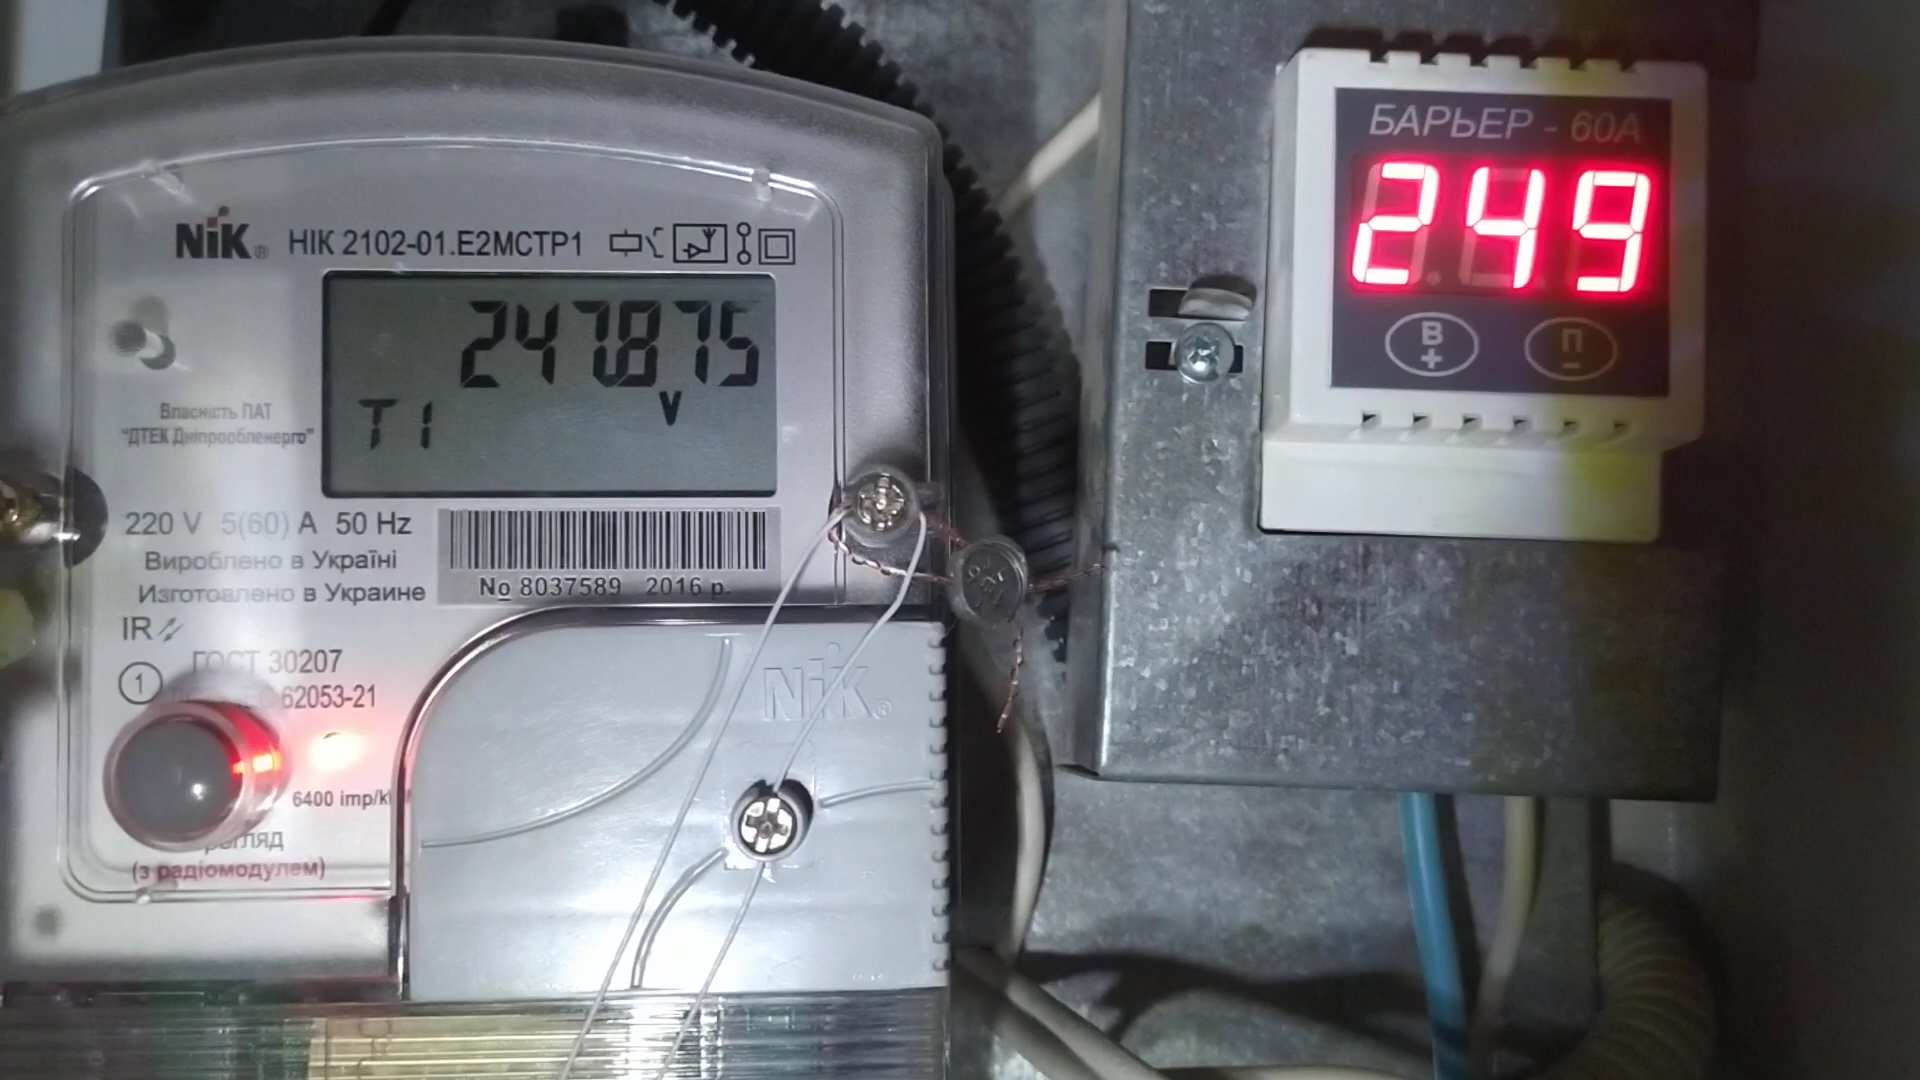 NiK® НІК 2102-01.Е2МСТР1
247.875
T1 V
Власність ПАТ
"ДТЕК Дніпрообленерго"
220 V 5(60) A 50 Hz
Вироблено в Україні
Изготовлено в Украине
No 8037589 2016 р.
IR
ГОСТ 30207
1
62053-21
6400 imp/k
(з радіомодулем)
NiK®
БАРЬЕР - 60А
249
В
+
П
-